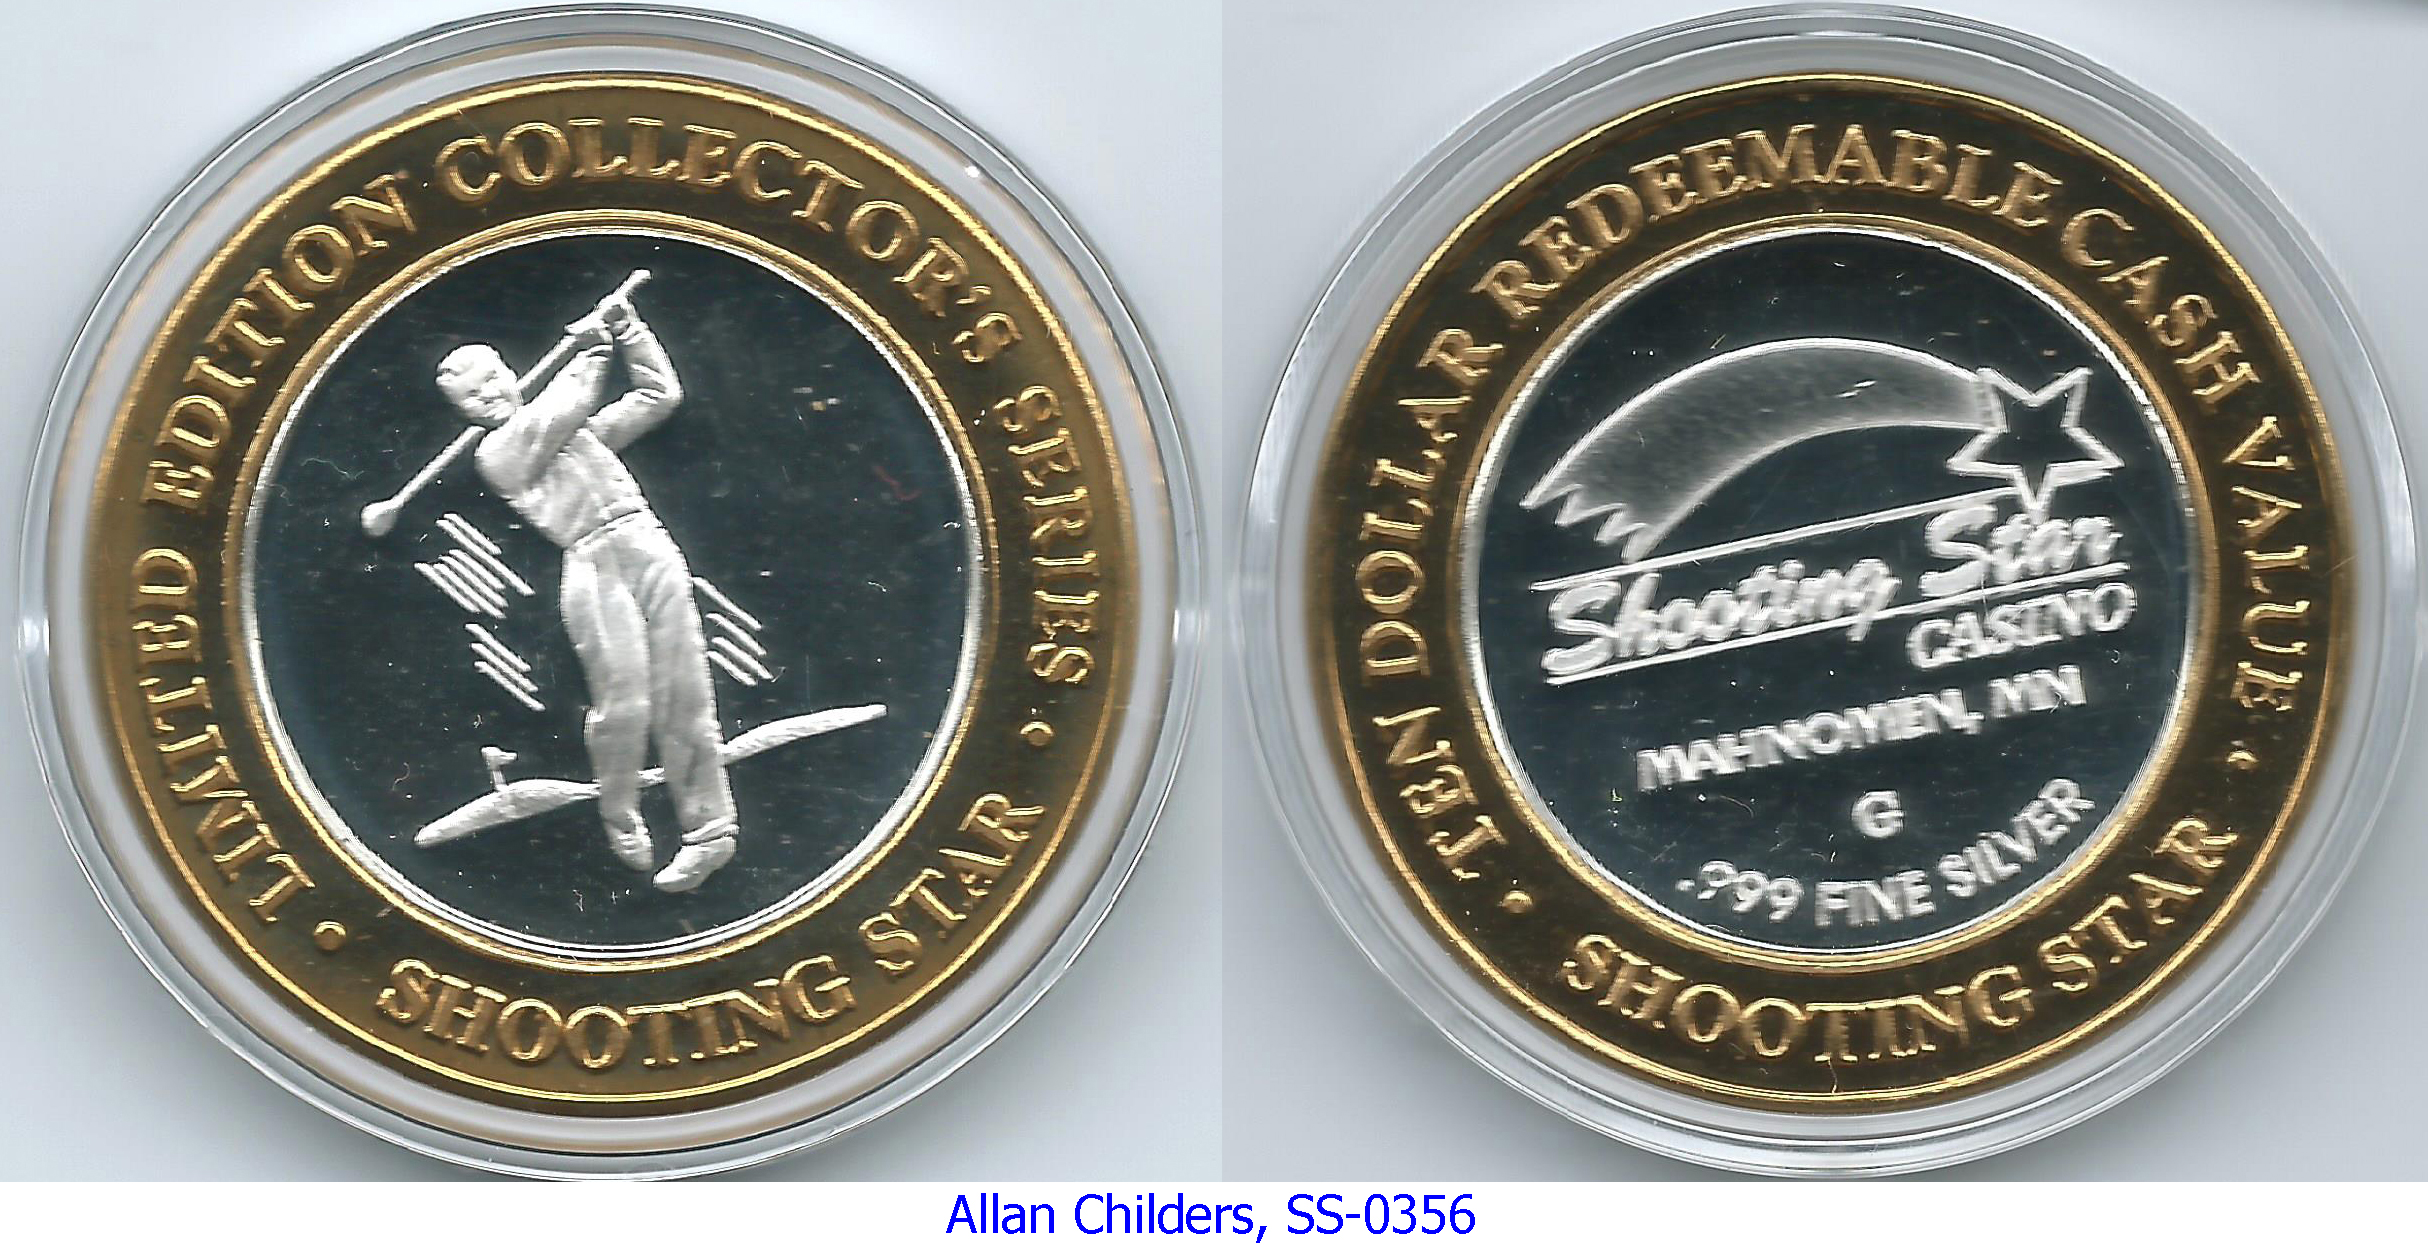 LIMITED EDITION COLLECTOR'S SERIES
• SHOOTING STAR •
TEN DOLLAR REDEEMABLE CASH VALUE
• SHOOTING STAR •
Shooting Star
CASINO
MAHNOMEN, MN
G
.999 FINE SILVER
Allan Childers, SS-0356